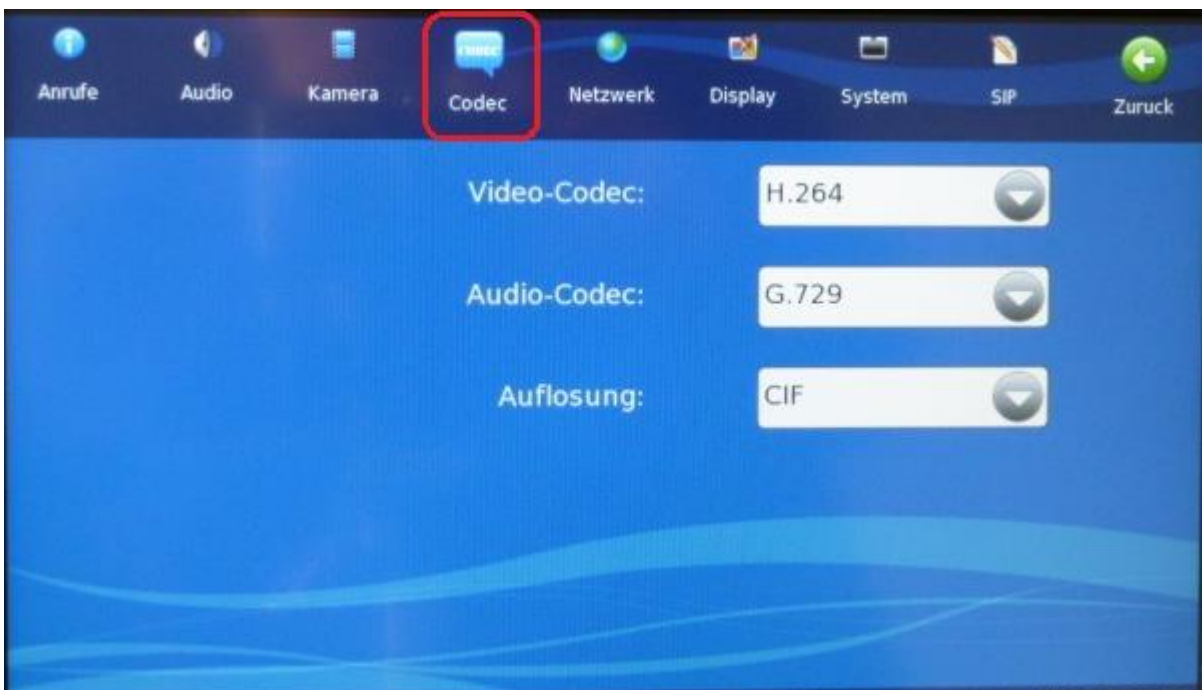 Anrufe Audio Kamera Codec Netzwerk Display System SIP Zuruck
Video-Codec: H.264
Audio-Codec: G.729
Auflosung: CIF